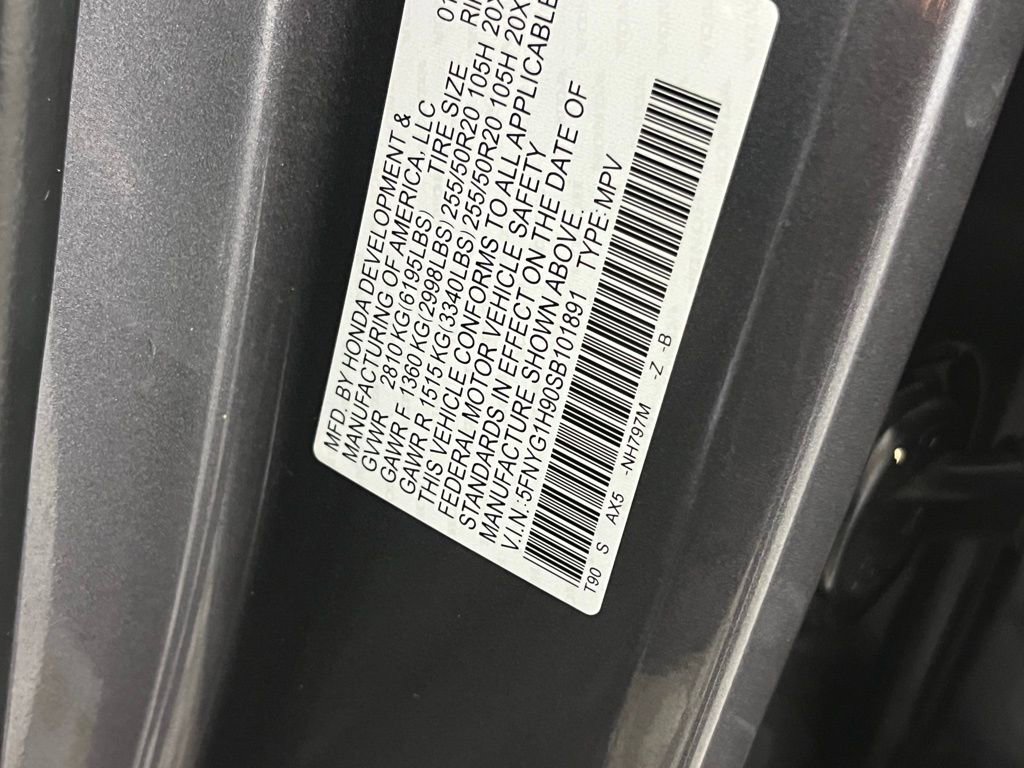 MFD. BY HONDA DEVELOPMENT &
MANUFACTURING OF AMERICA, LLC 01
GVWR 2810 KG(6195LBS) TIRE SIZE
GAWR F 1360 KG(2998LBS) 255/50R20 105H 20X
GAWR R 1515 KG(3340LBS) 255/50R20 105H 20X
THIS VEHICLE CONFORMS TO ALL APPLICABLE
FEDERAL MOTOR VEHICLE SAFETY
STANDARDS IN EFFECT ON THE DATE OF
MANUFACTURE SHOWN ABOVE.
V.I.N.:5FNYG1H90SB101891 TYPE:MPV
T90 S AX5 -NH797M -Z -B